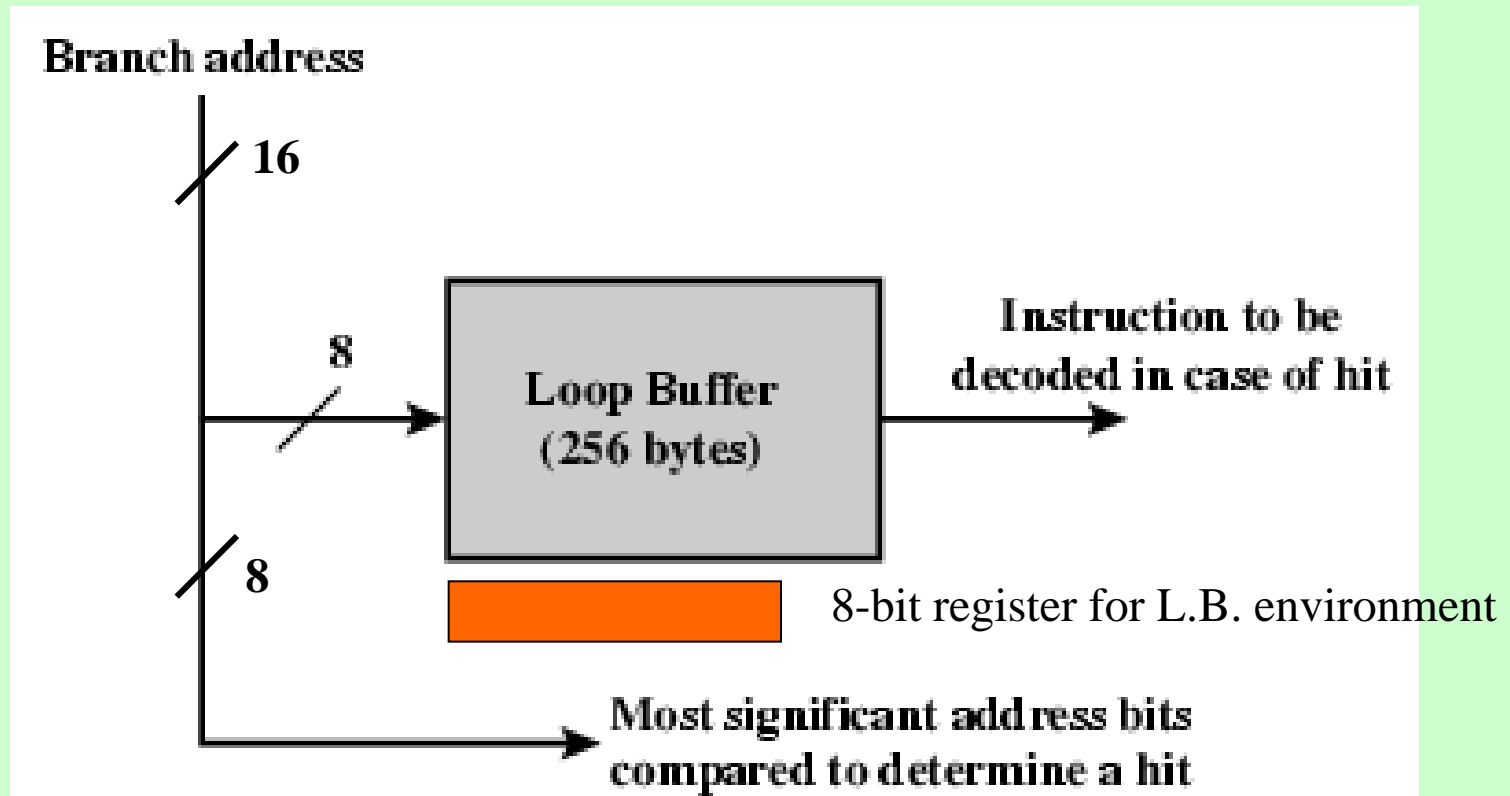 Branch address
16
8
Loop Buffer
(256 bytes)
Instruction to be
decoded in case of hit
8
8-bit register for L.B. environment
Most significant address bits
compared to determine a hit